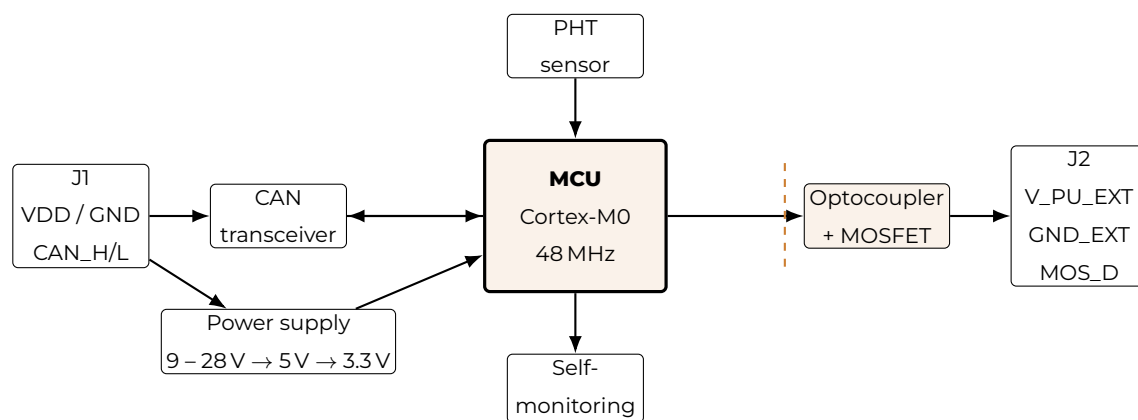 PHT
sensor
J1
VDD / GND
CAN_H/L
CAN
transceiver
MCU
Cortex-M0
48 MHz
Optocoupler
+ MOSFET
J2
V_PU_EXT
GND_EXT
MOS_D
Power supply
9 – 28 V → 5 V → 3.3 V
Self-
monitoring